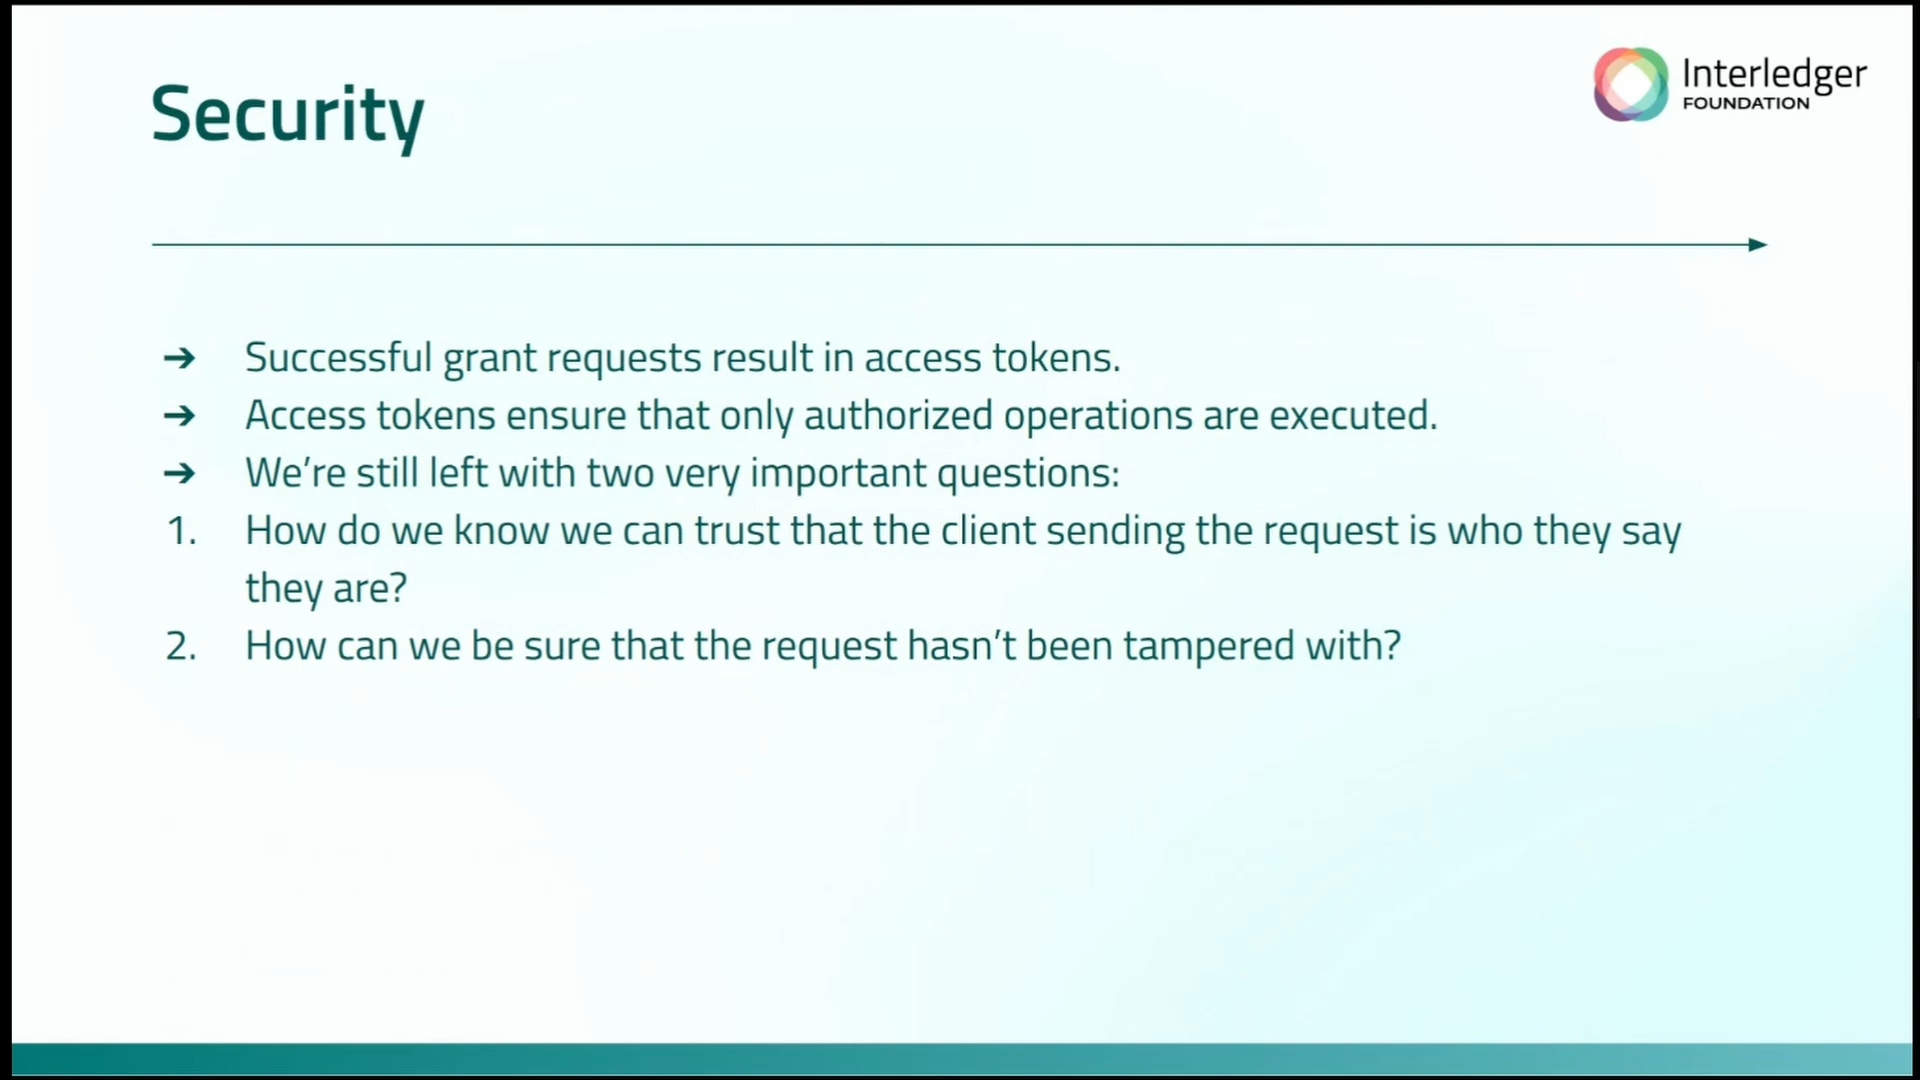 Security
Interledger
FOUNDATION
➔ Successful grant requests result in access tokens.
➔ Access tokens ensure that only authorized operations are executed.
➔ We’re still left with two very important questions:
1. How do we know we can trust that the client sending the request is who they say
they are?
2. How can we be sure that the request hasn’t been tampered with?